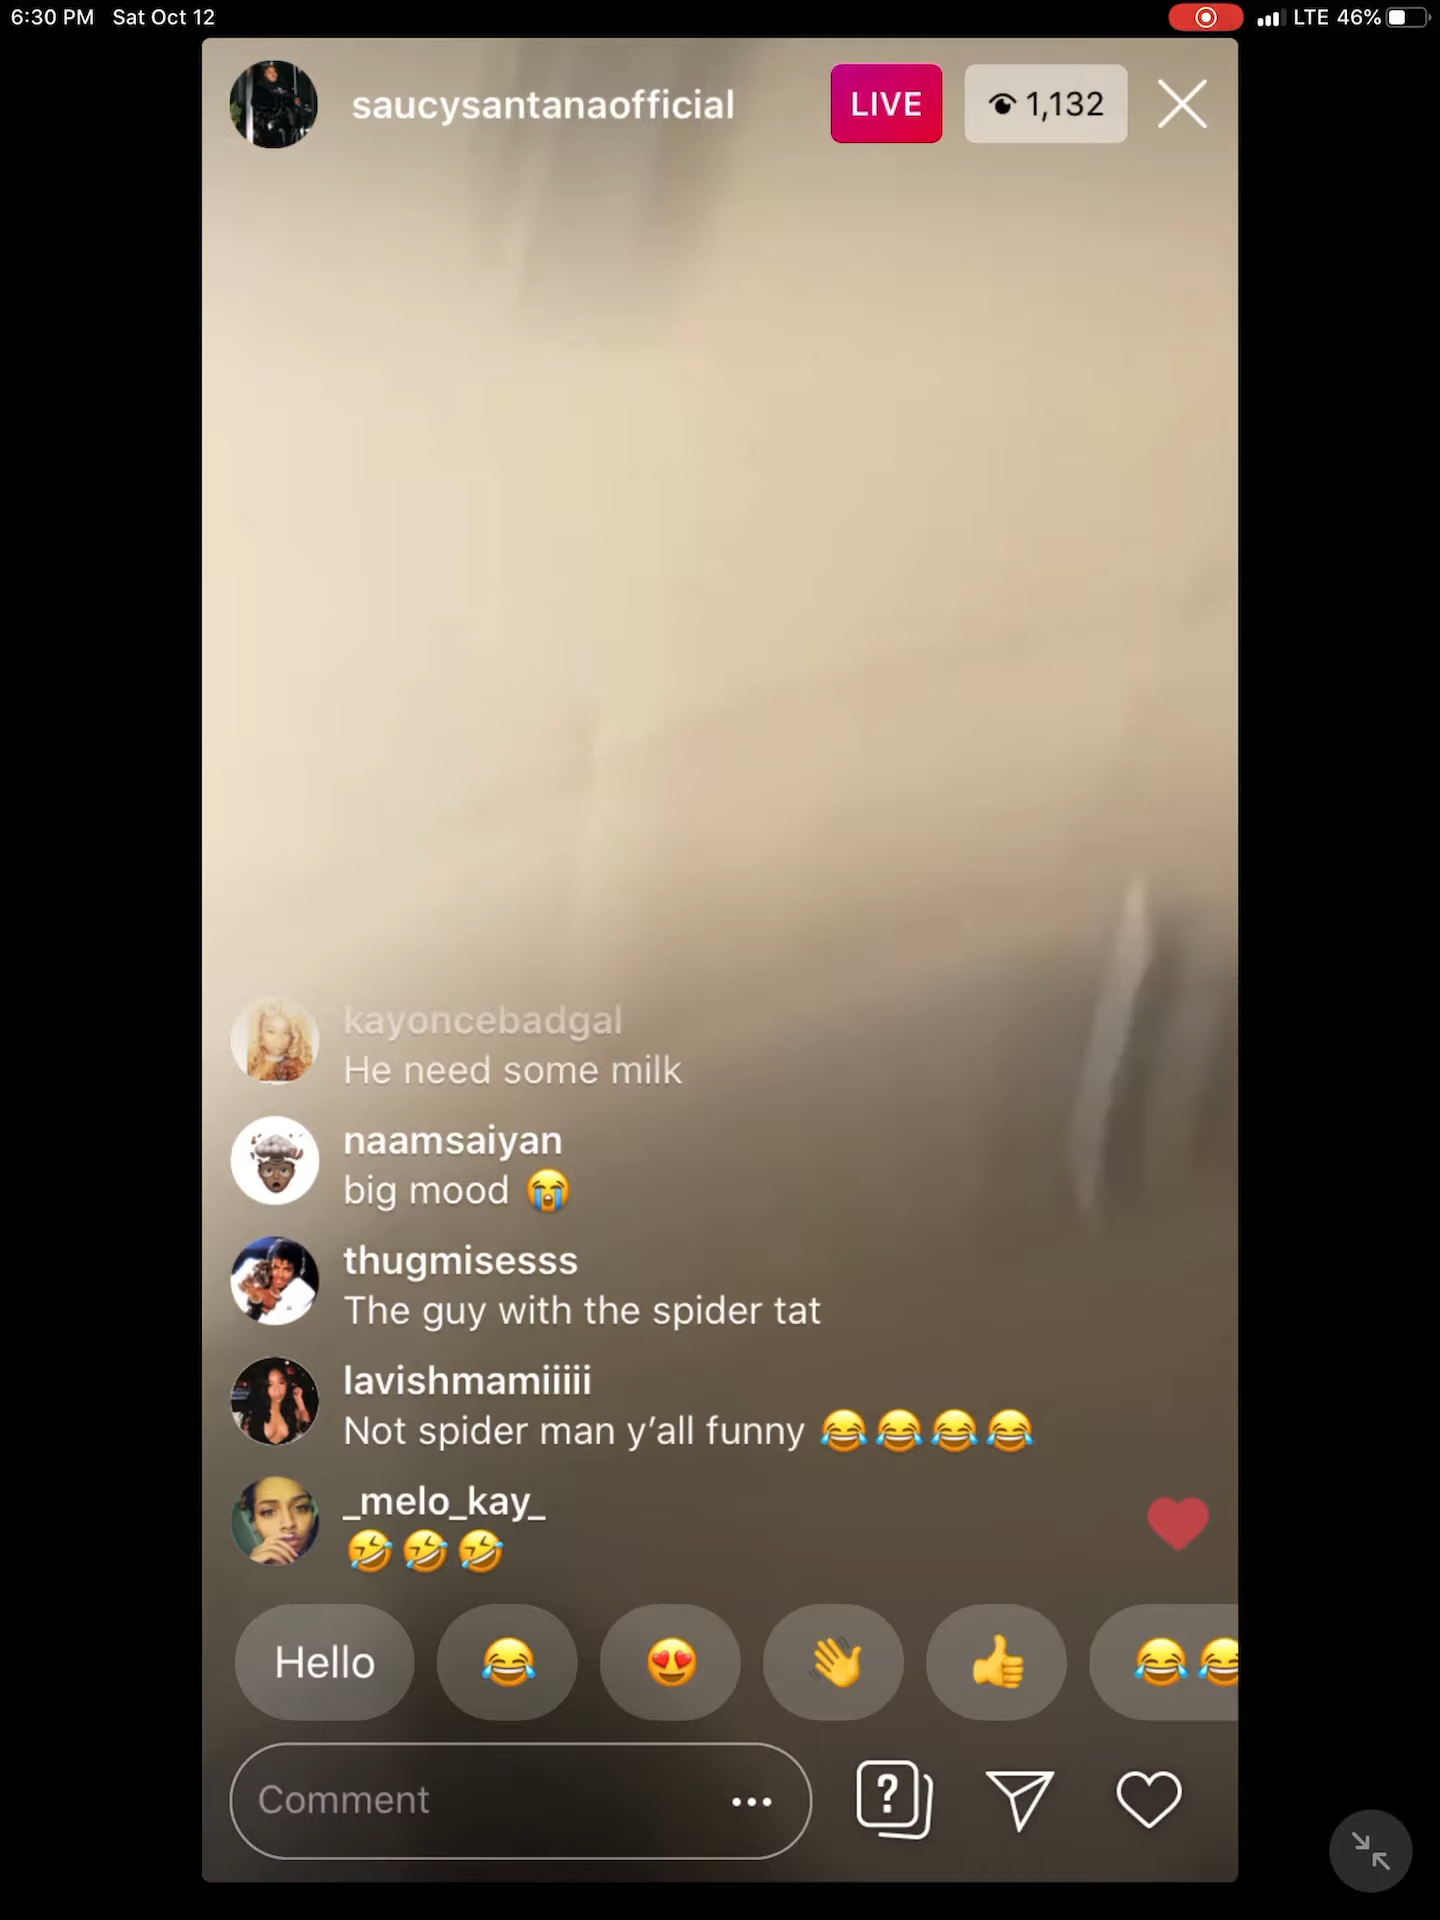 6:30 PM Sat Oct 12
LTE 46%
saucysantanaofficial
LIVE
1,132
kayoncebadgal
He need some milk
naamsaiyan
big mood 😭
thugmisesss
The guy with the spider tat
lavishmamiiiii
Not spider man y’all funny 😂😂😂😂
_melo_kay_
🤣🤣🤣
Hello 😂 😍 👋 👍 😂😂
Comment
?